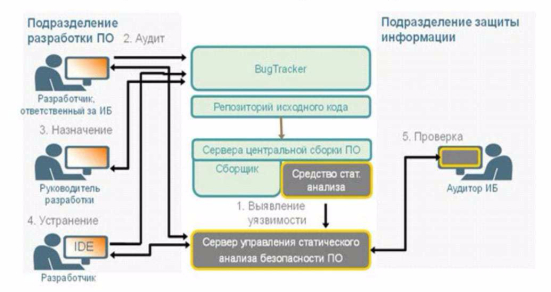 Подразделение
разработки ПО
2. Аудит
Разработчик,
ответственный за ИБ
3. Назначение
Руководитель
разработки
4. Устранение
IDE
Разработчик
BugTracker
Репозиторий исходного кода
Сервера центральной сборки ПО
Сборщик
Средство стат.
анализа
1. Выявление
уязвимости
Сервер управления статического
анализа безопасности ПО
Подразделение защиты
информации
5. Проверка
Аудитор ИБ